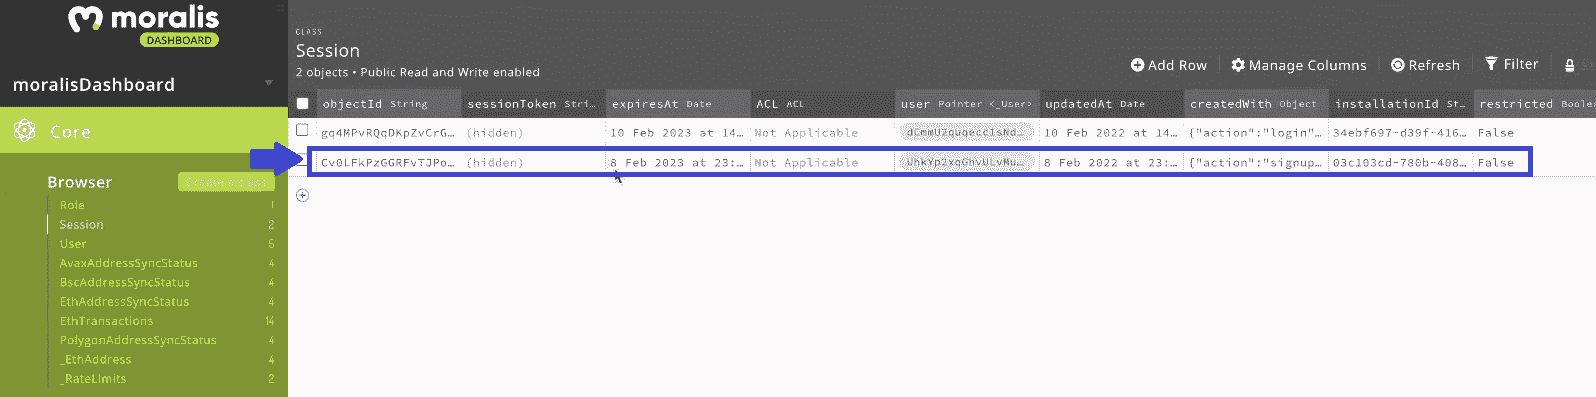 moralis
DASHBOARD
moralisDashboard
Core
Browser
Create a class
Role 1
Session 2
User 5
AvaxAddressSyncStatus 4
BscAddressSyncStatus 4
EthAddressSyncStatus 4
EthTransactions 14
PolygonAddressSyncStatus 4
_EthAddress 4
_RateLimits 2
CLASS
Session
2 objects • Public Read and Write enabled
Add Row Manage Columns Refresh Filter
objectId String sessionToken Stri… expiresAt Date ACL ACL user Pointer <_User> updatedAt Date createdWith Object installationId St… restricted Boolea
gq4MPvRQqDKpZvCrG… (hidden) 10 Feb 2023 at 14… Not Applicable 10 Feb 2022 at 14… {"action":"login"… 34ebf697-d39f-416… False
Cv0LFkPzGGRFvTJPo… (hidden) 8 Feb 2023 at 23:… Not Applicable UhkYp2xqGhvULvMu… 8 Feb 2022 at 23:… {"action":"signup… 03c103cd-780b-408… False